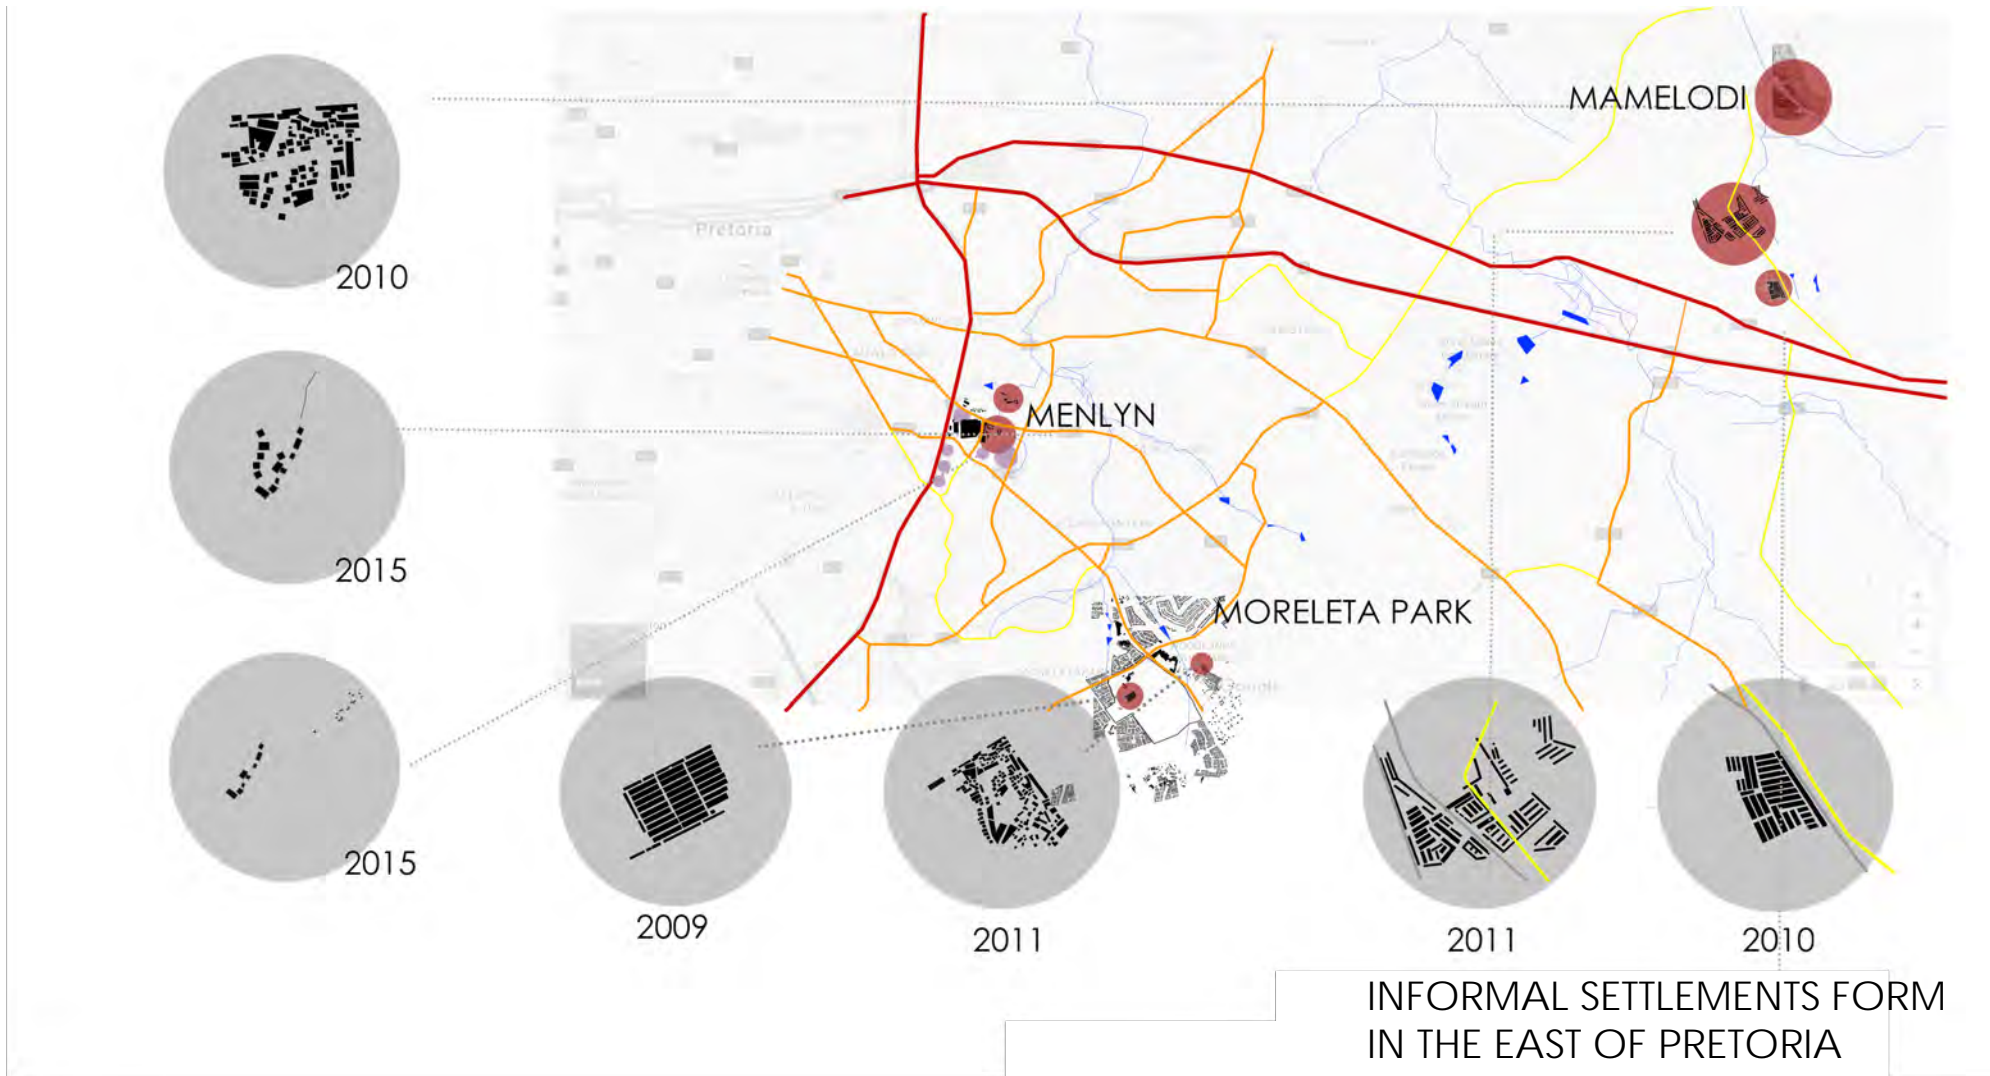 MAMELODI
Pretoria
2010
MENLYN
2015
MORELETA PARK
2015
2009
2011
2011
2010
INFORMAL SETTLEMENTS FORM
IN THE EAST OF PRETORIA